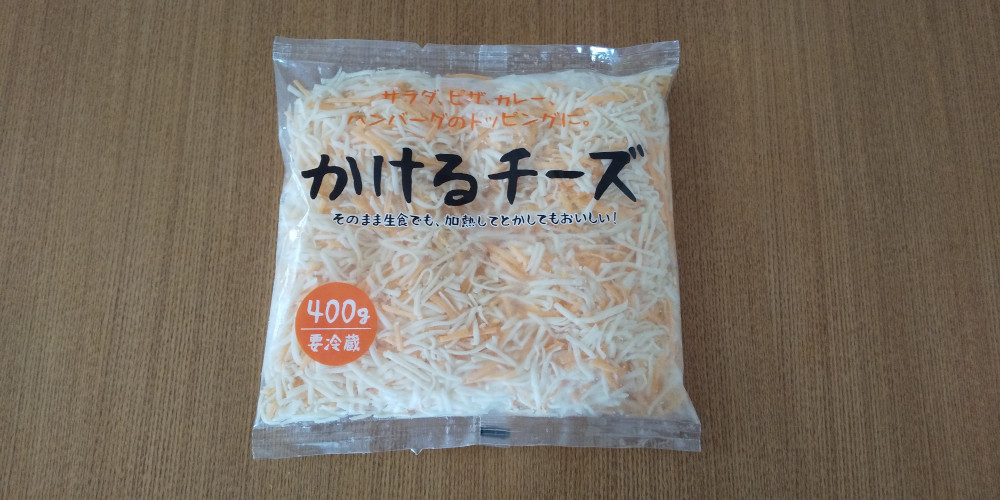 サラダ、ピザ、カレー、
ハンバーグのトッピングに。
かけるチーズ
そのまま生食でも、加熱してとかしてもおいしい!
400g
要冷蔵